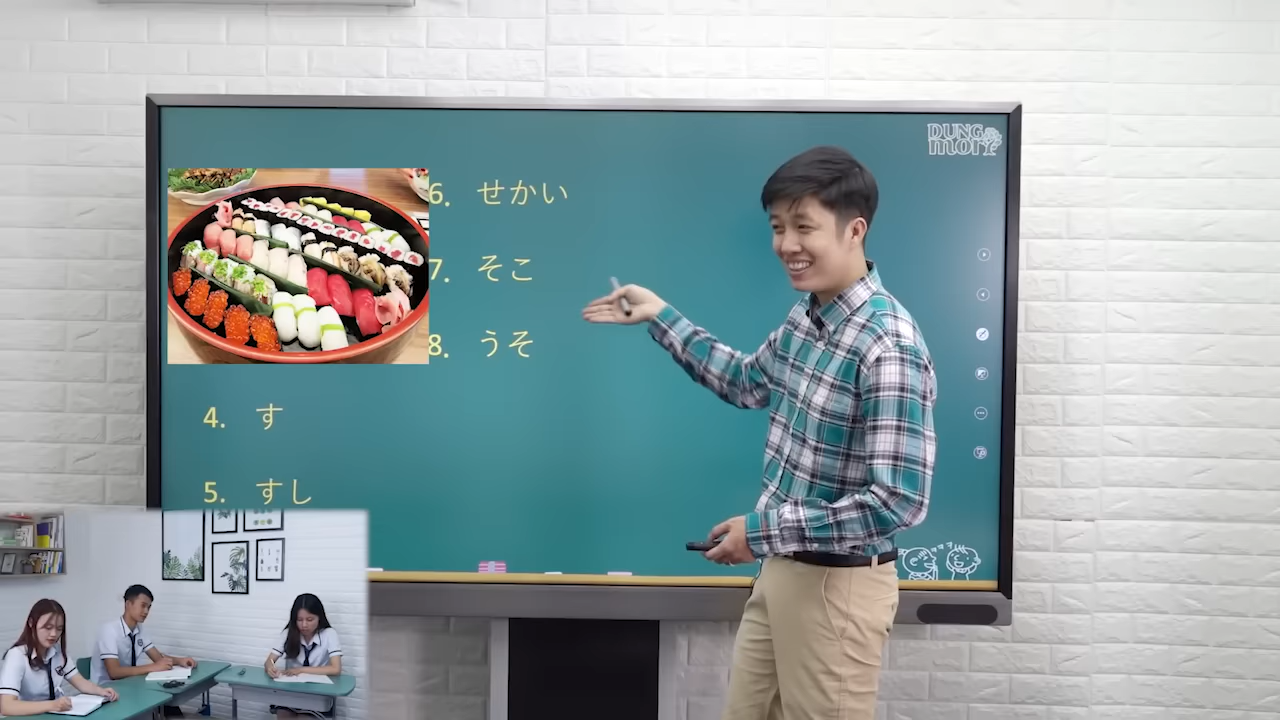 DUNG
mori
6. せかい
7. そこ
8. うそ
4. す
5. すし